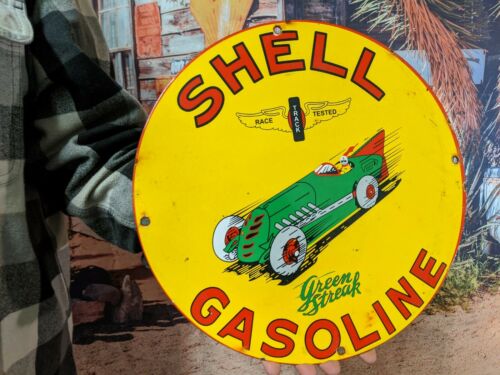 SHELL
RACE TRACK TESTED
Green
Streak
GASOLINE